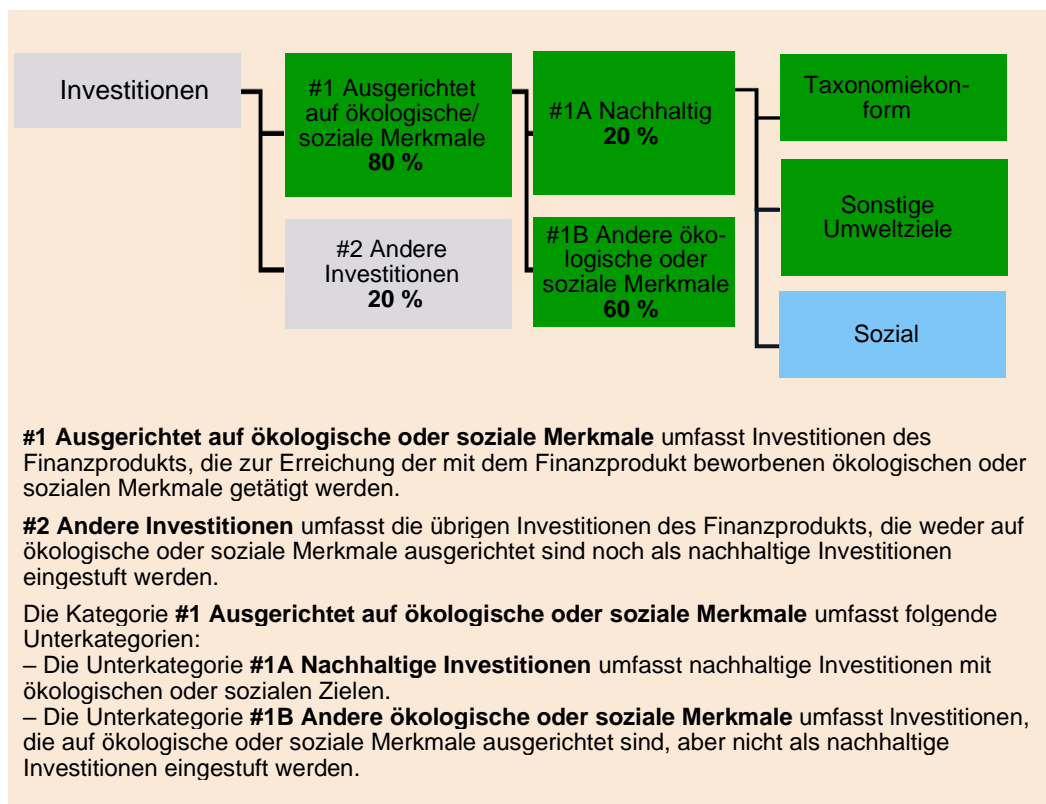 Investitionen
#1 Ausgerichtet
auf ökologische/
soziale Merkmale
80 %
#2 Andere
Investitionen
20 %
#1A Nachhaltig
20 %
#1B Andere öko-
logische oder
soziale Merkmale
60 %
Taxonomiekon-
form
Sonstige
Umweltziele
Sozial
#1 Ausgerichtet auf ökologische oder soziale Merkmale umfasst Investitionen des
Finanzprodukts, die zur Erreichung der mit dem Finanzprodukt beworbenen ökologischen oder
sozialen Merkmale getätigt werden.
#2 Andere Investitionen umfasst die übrigen Investitionen des Finanzprodukts, die weder auf
ökologische oder soziale Merkmale ausgerichtet sind noch als nachhaltige Investitionen
eingestuft werden.
Die Kategorie #1 Ausgerichtet auf ökologische oder soziale Merkmale umfasst folgende
Unterkategorien:
– Die Unterkategorie #1A Nachhaltige Investitionen umfasst nachhaltige Investitionen mit
ökologischen oder sozialen Zielen.
– Die Unterkategorie #1B Andere ökologische oder soziale Merkmale umfasst Investitionen,
die auf ökologische oder soziale Merkmale ausgerichtet sind, aber nicht als nachhaltige
Investitionen eingestuft werden.